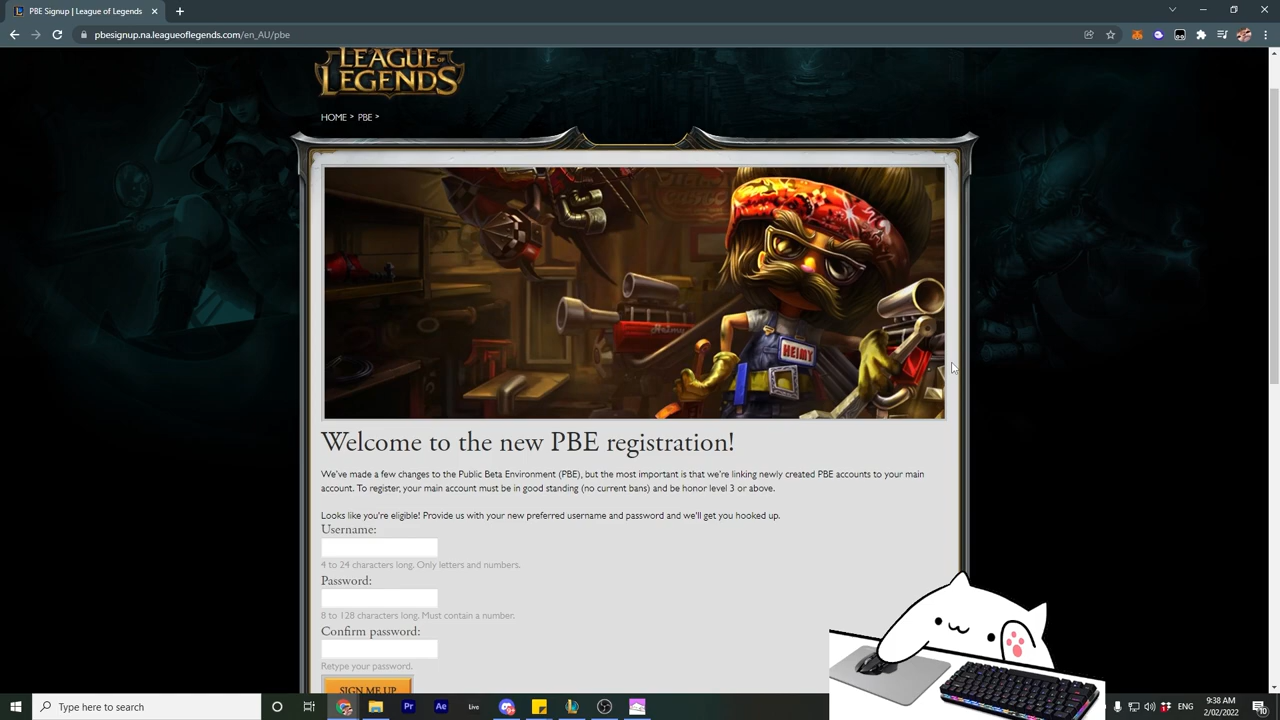 PBE Signup | League of Legends
pbesignup.na.leagueoflegends.com/en_AU/pbe
LEAGUE OF
LEGENDS
HOME > PBE >
HEIMY
Welcome to the new PBE registration!
We've made a few changes to the Public Beta Environment (PBE), but the most important is that we're linking newly created PBE accounts to your main
account. To register, your main account must be in good standing (no current bans) and be honor level 3 or above.
Looks like you're eligible! Provide us with your new preferred username and password and we'll get you hooked up.
Username:
4 to 24 characters long. Only letters and numbers.
Password:
8 to 128 characters long. Must contain a number.
Confirm password:
Retype your password.
SIGN ME UP
Type here to search
Pr
Ae
Live
ENG
9:38 AM
2/02/2022